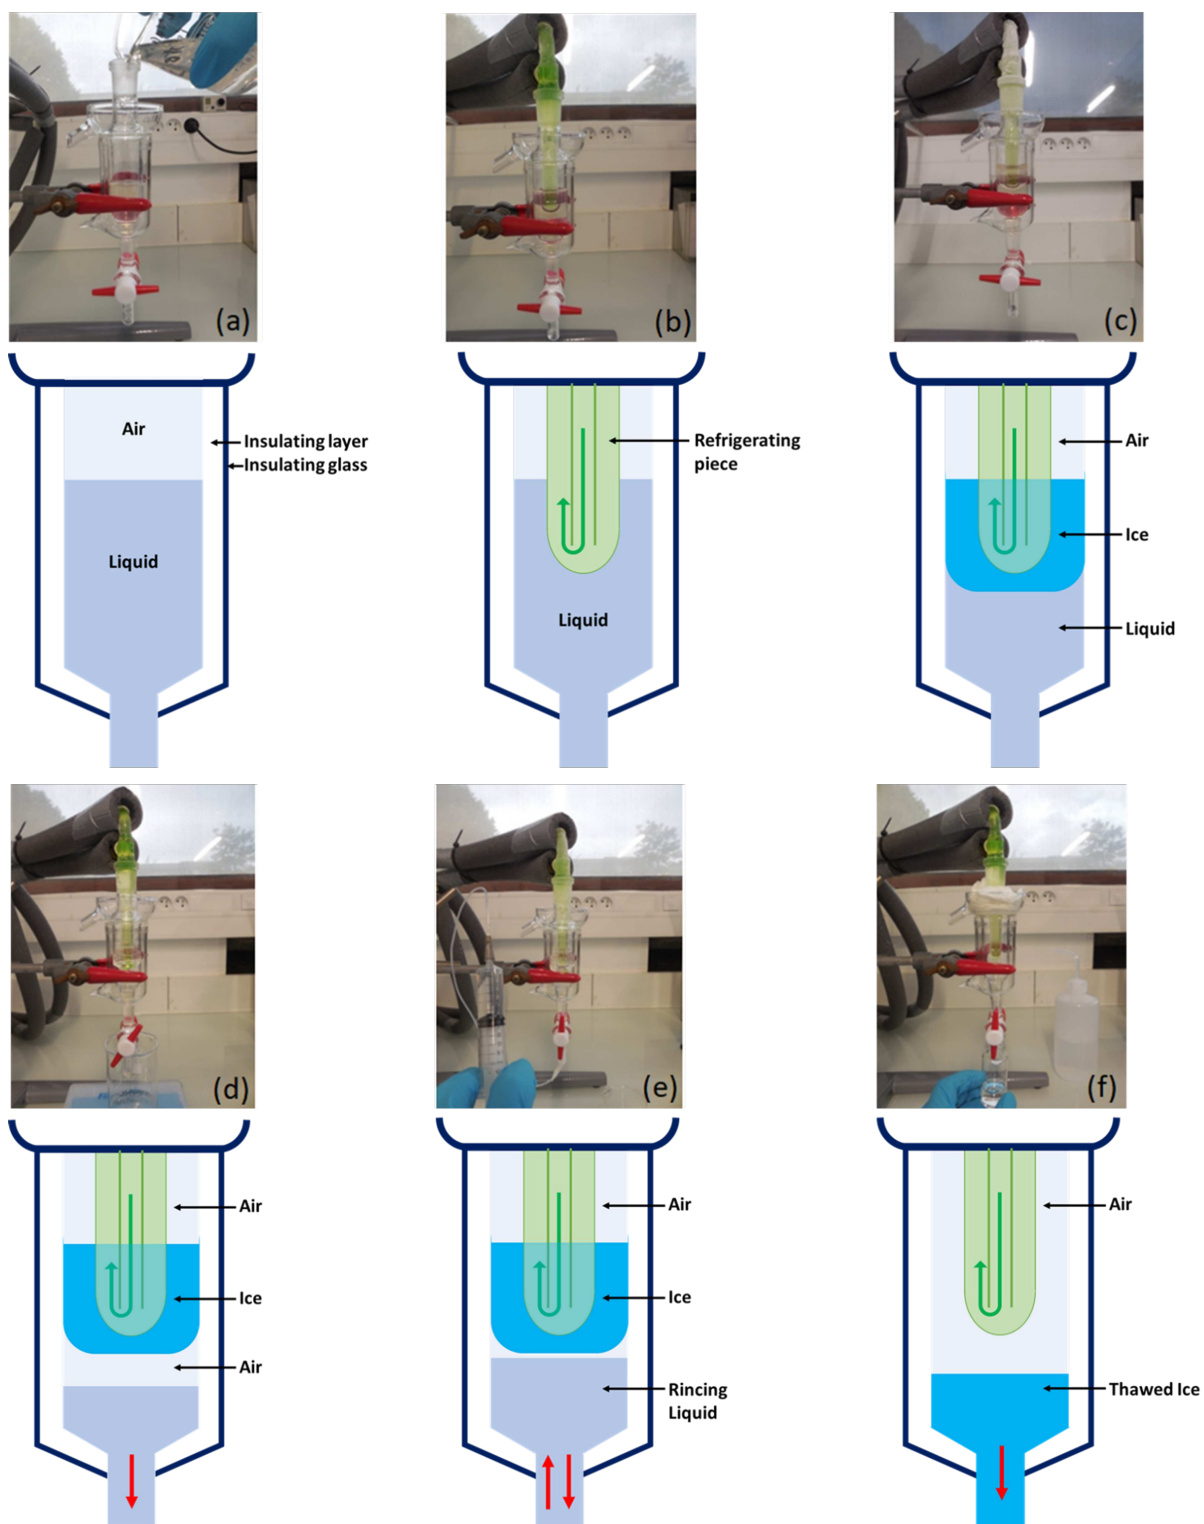 (a)
(b)
(c)
Air
Insulating layer
Insulating glass
Liquid
Refrigerating
piece
Liquid
Air
Ice
Liquid
(d)
(e)
(f)
Air
Ice
Air
Air
Ice
Rincing
Liquid
Air
Thawed Ice